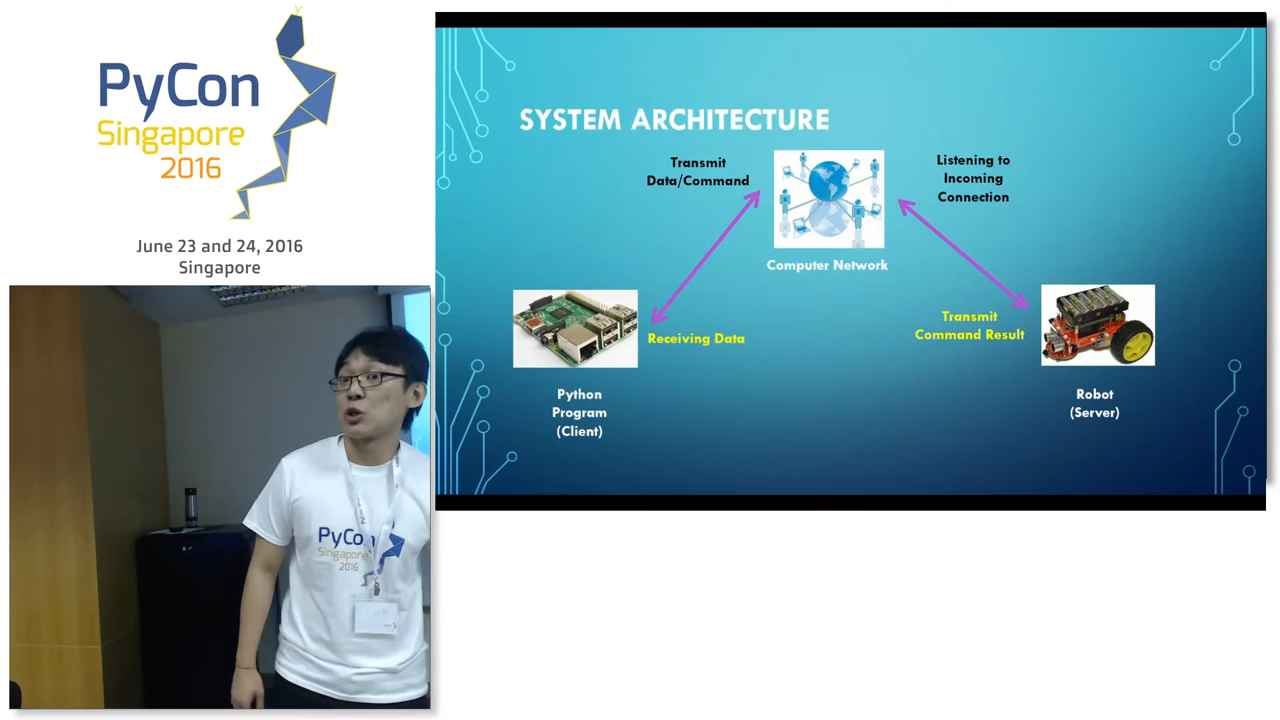 PyCon
Singapore
2016
June 23 and 24, 2016
Singapore
SYSTEM ARCHITECTURE
Transmit
Data/Command
Listening to
Incoming
Connection
Computer Network
Receiving Data
Transmit
Command Result
Python
Program
(Client)
Robot
(Server)
PyCon
Singapore
2016